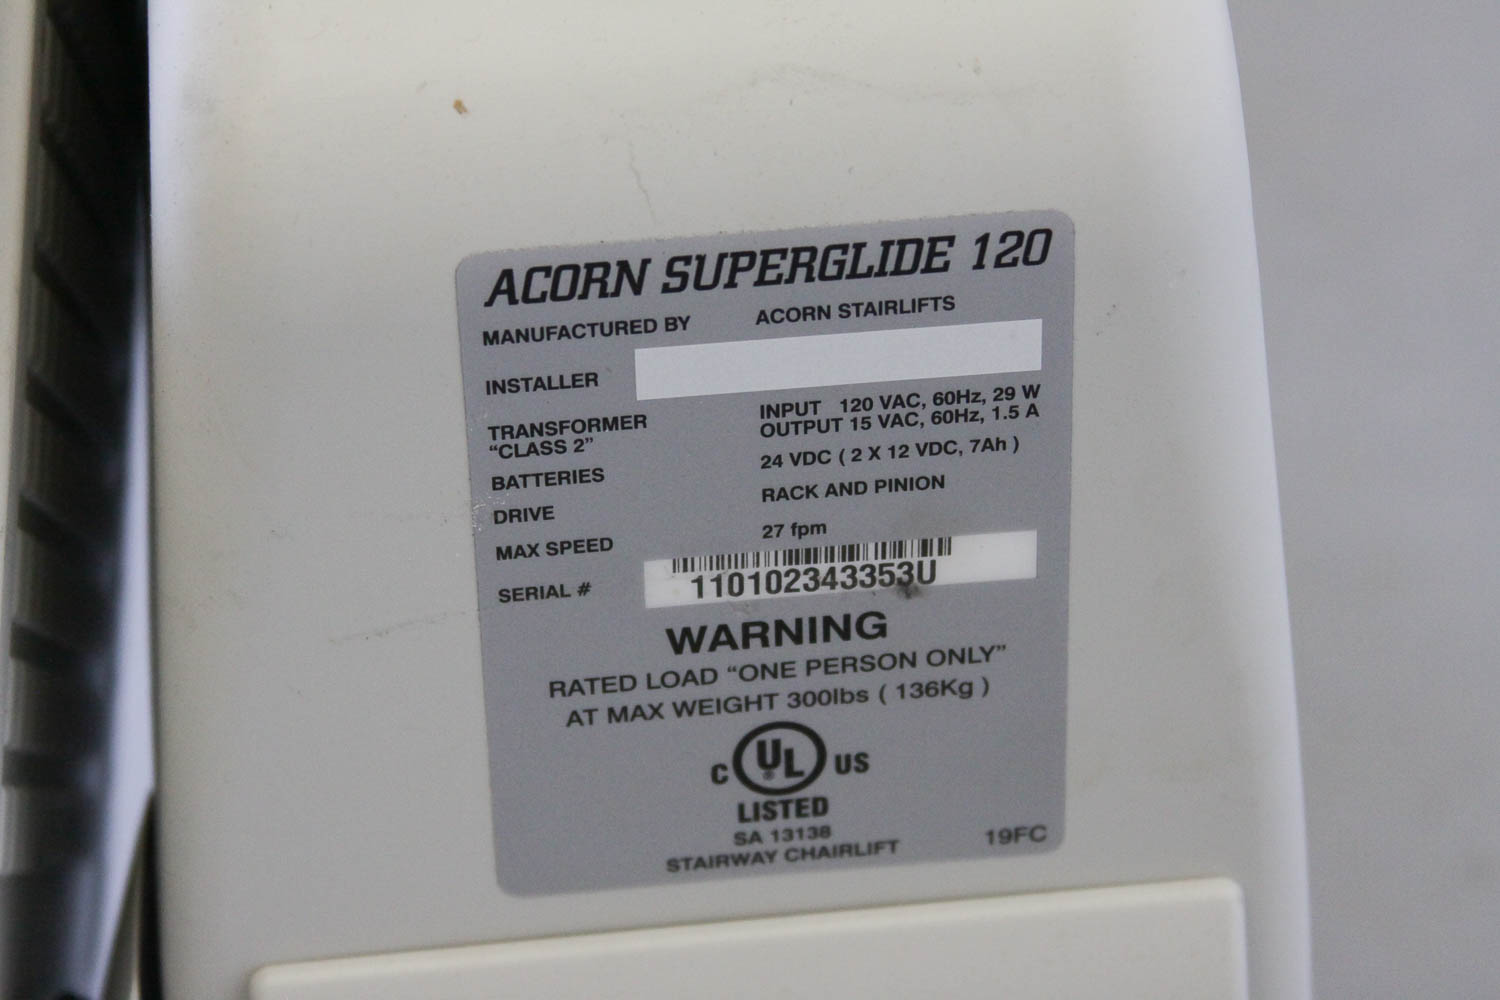 ACORN SUPERGLIDE 120
MANUFACTURED BY ACORN STAIRLIFTS
INSTALLER
TRANSFORMER "CLASS 2" INPUT 120 VAC, 60Hz, 29 W
OUTPUT 15 VAC, 60Hz, 1.5 A
BATTERIES 24 VDC ( 2 X 12 VDC, 7Ah )
DRIVE RACK AND PINION
MAX SPEED 27 fpm
SERIAL # 110102343353U
WARNING
RATED LOAD "ONE PERSON ONLY"
AT MAX WEIGHT 300lbs ( 136Kg )
C UL ® US
LISTED
SA 13138
STAIRWAY CHAIRLIFT 19FC